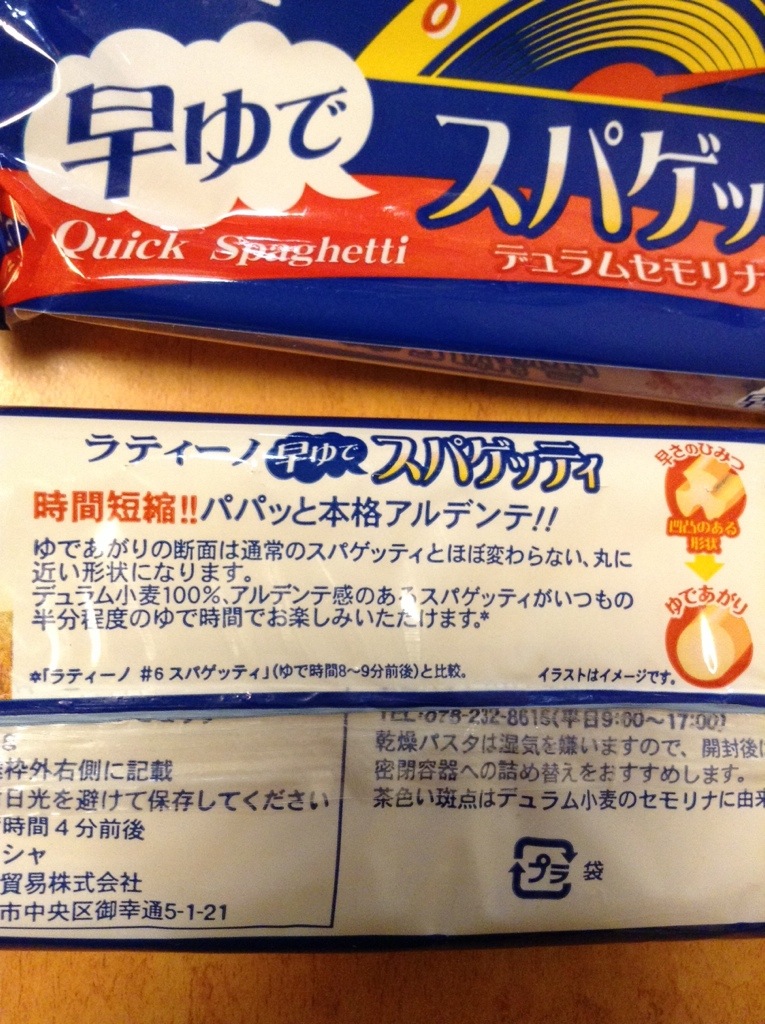 0
早ゆで
スパゲッ
Quick Spaghetti
デュラムセモリナ
ラティーノ 早ゆで スパゲッティ
早さのひみつ
時間短縮!!パパッと本格アルデンテ!!
凹凸のある
形状
ゆであがりの断面は通常のスパゲッティとほぼ変わらない、丸に
近い形状になります。
デュラム小麦100%、アルデンテ感のあるスパゲッティがいつもの
半分程度のゆで時間でお楽しみいただけます。*
ゆであがり
*「ラティーノ #6 スパゲッティ」(ゆで時間8〜9分前後)と比較。
イラストはイメージです。
g
枠外右側に記載
日光を避けて保存してください
時間4分前後
シャ
貿易株式会社
市中央区御幸通5-1-21
TEL:078-232-8615(平日9:00〜17:00)
乾燥パスタは湿気を嫌いますので、開封後
密閉容器への詰め替えをおすすめします。
茶色い斑点はデュラム小麦のセモリナに由来
プラ 袋